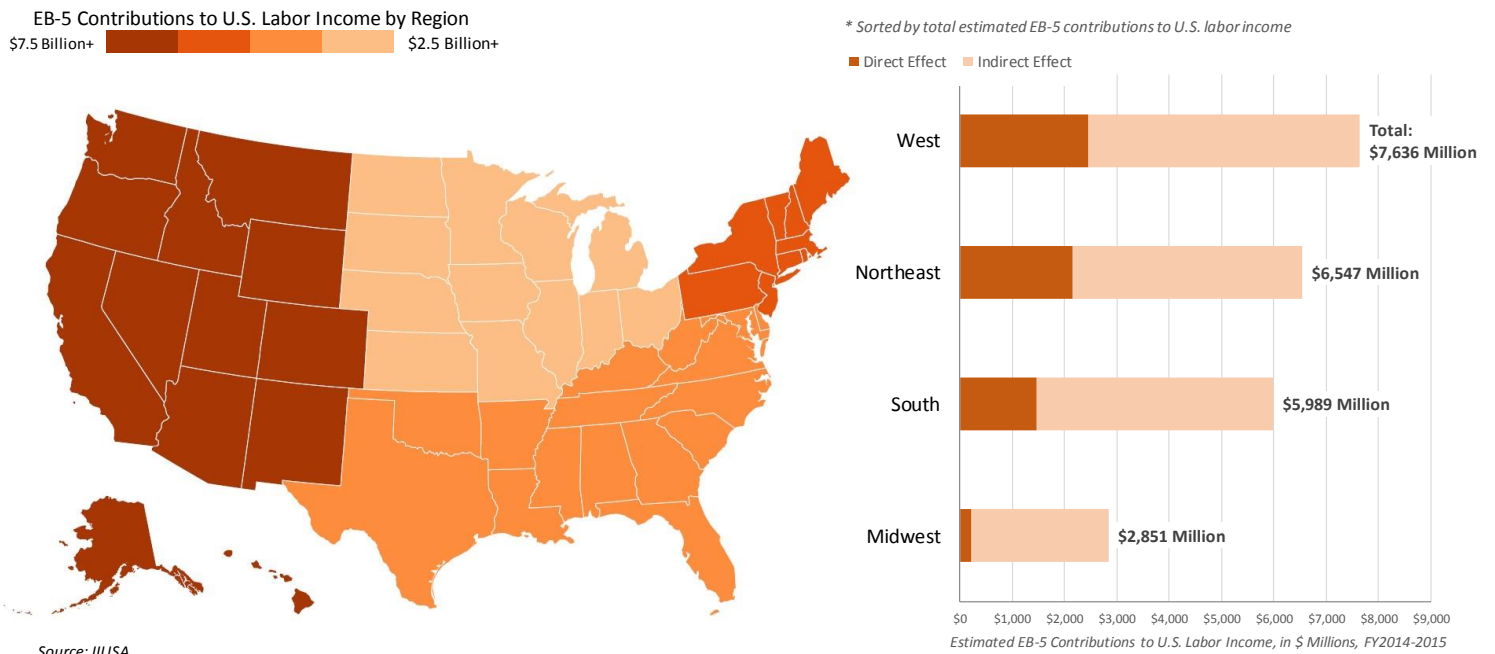 EB-5 Contributions to U.S. Labor Income by Region
$7.5 Billion+
$2.5 Billion+
* Sorted by total estimated EB-5 contributions to U.S. labor income
Direct Effect
Indirect Effect
West
Total:
$7,636 Million
Northeast
$6,547 Million
South
$5,989 Million
Midwest
$2,851 Million
$0
$1,000
$2,000
$3,000
$4,000
$5,000
$6,000
$7,000
$8,000
$9,000
Estimated EB-5 Contributions to U.S. Labor Income, in $ Millions, FY2014-2015
Source: IIUSA